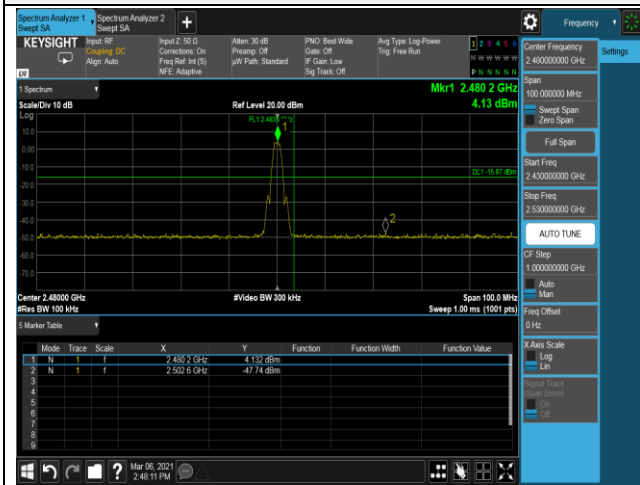 Spectrum Analyzer 1
Swept SA
Spectrum Analyzer 2
Swept SA
+
Frequency
KEYSIGHT
Input: RF
Coupling: DC
Align: Auto
Input Z: 50 Ω
Corrections: On
Freq Ref: Int (S)
NFE: Adaptive
Atten: 30 dB
Preamp: Off
µW Path: Standard
PNO: Best Wide
Gate: Off
IF Gain: Low
Sig Track: Off
Avg Type: Log-Power
Trig: Free Run
1 2 3 4 5 6
M W W W W W
P N N N N N
LXI
1 Spectrum
Scale/Div 10 dB
Log
Ref Level 20.00 dBm
Mkr1 2.480 2 GHz
4.13 dBm
1
DL1 -15.87 dBm
2
10.0
0.00
-10.0
-20.0
-30.0
-40.0
-50.0
-60.0
-70.0
Center 2.48000 GHz
#Res BW 100 kHz
#Video BW 300 kHz
Span 100.0 MHz
Sweep 1.00 ms (1001 pts)
5 Marker Table
Mode Trace Scale X Y Function Function Width Function Value
1 N 1 f 2.480 2 GHz 4.132 dBm
2 N 1 f 2.502 6 GHz -47.74 dBm
3
4
5
6
7
8
9
Mar 06, 2021
2:48:11 PM
Center Frequency
2.480000000 GHz
Settings
Span
100.000000 MHz
Swept Span
Zero Span
Full Span
Start Freq
2.430000000 GHz
Stop Freq
2.530000000 GHz
AUTO TUNE
CF Step
1.000000000 GHz
Auto
Man
Freq Offset
0 Hz
X Axis Scale
Log
Lin
Signal Track
(Span Zoom)
On
Off